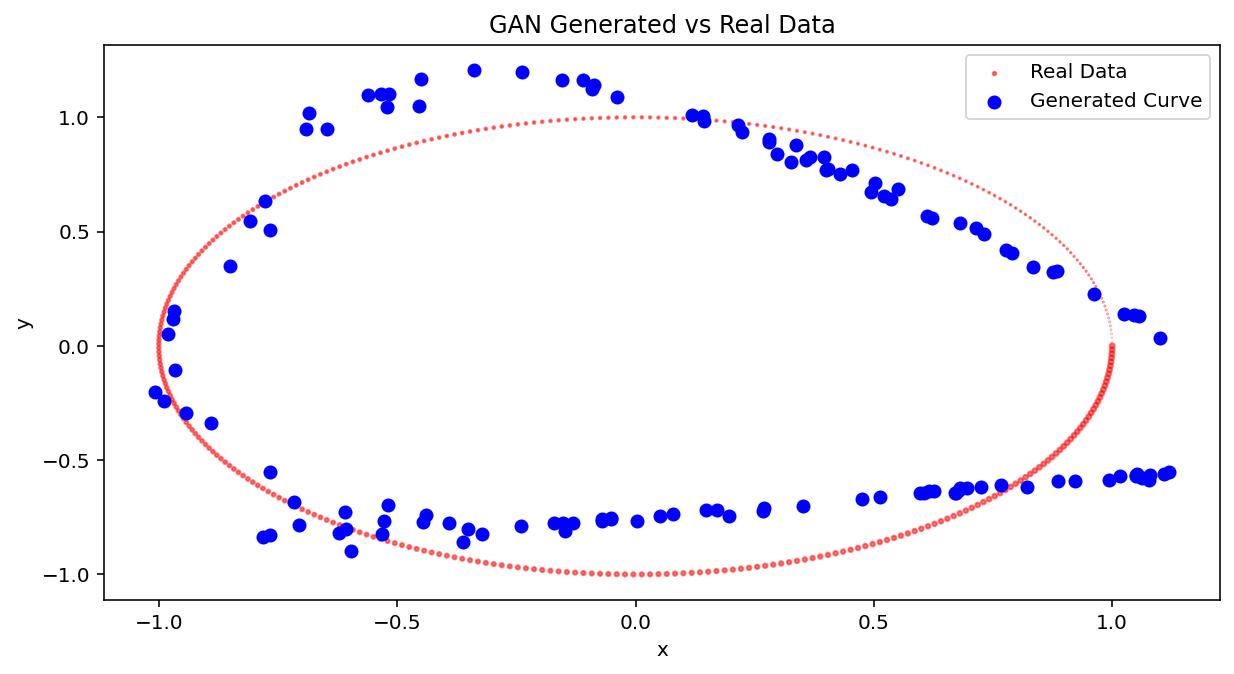 GAN Generated vs Real Data
Real Data
Generated Curve
1.0
0.5
0.0
−0.5
−1.0
y
−1.0 −0.5 0.0 0.5 1.0
x